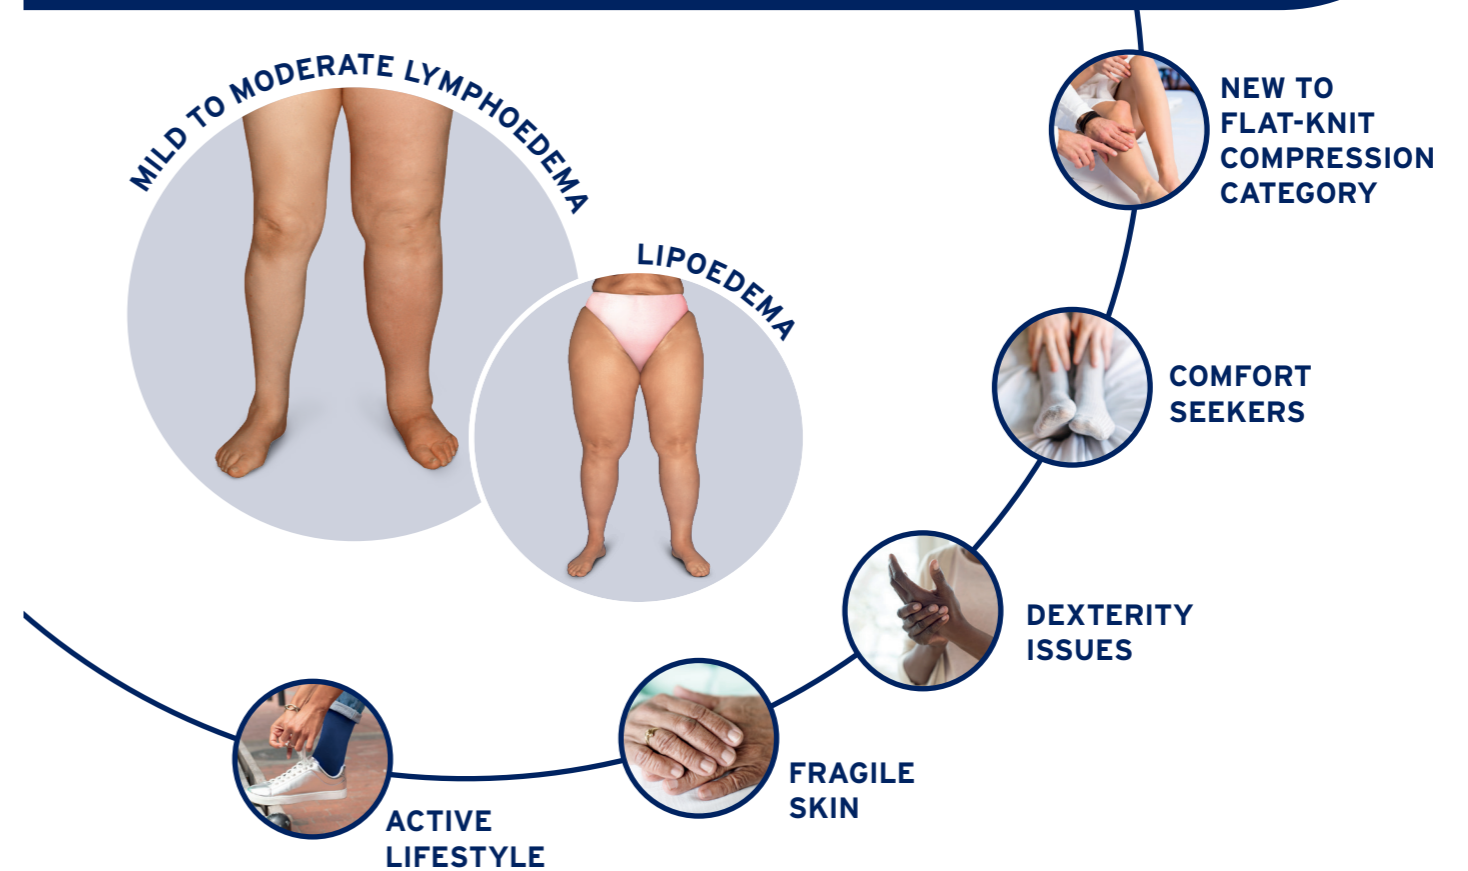 MILD TO MODERATE LYMPHOEDEMA
LIPOEDEMA
NEW TO
FLAT-KNIT
COMPRESSION
CATEGORY
COMFORT
SEEKERS
DEXTERITY
ISSUES
FRAGILE
SKIN
ACTIVE
LIFESTYLE